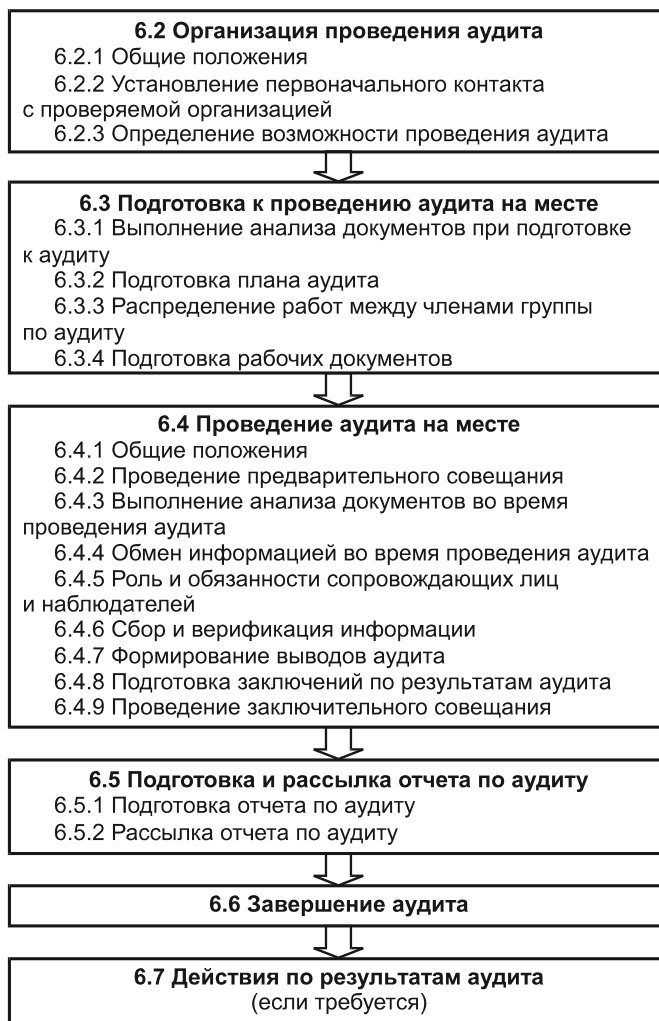 6.2 Организация проведения аудита
6.2.1 Общие положения
6.2.2 Установление первоначального контакта
с проверяемой организацией
6.2.3 Определение возможности проведения аудита
6.3 Подготовка к проведению аудита на месте
6.3.1 Выполнение анализа документов при подготовке
к аудиту
6.3.2 Подготовка плана аудита
6.3.3 Распределение работ между членами группы
по аудиту
6.3.4 Подготовка рабочих документов
6.4 Проведение аудита на месте
6.4.1 Общие положения
6.4.2 Проведение предварительного совещания
6.4.3 Выполнение анализа документов во время
проведения аудита
6.4.4 Обмен информацией во время проведения аудита
6.4.5 Роль и обязанности сопровождающих лиц
и наблюдателей
6.4.6 Сбор и верификация информации
6.4.7 Формирование выводов аудита
6.4.8 Подготовка заключений по результатам аудита
6.4.9 Проведение заключительного совещания
6.5 Подготовка и рассылка отчета по аудиту
6.5.1 Подготовка отчета по аудиту
6.5.2 Рассылка отчета по аудиту
6.6 Завершение аудита
6.7 Действия по результатам аудита
(если требуется)